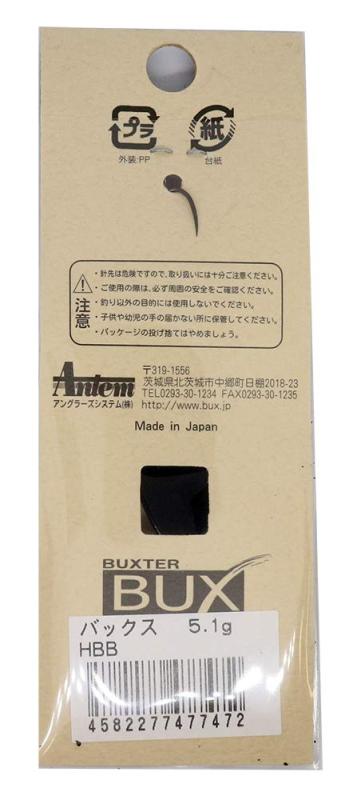 プラ
紙
外装:PP
台紙
注意
・針先は危険ですので、取り扱いには十分ご注意ください。
・ご使用の際は、必ず周囲の安全をご確認ください。
・釣り以外の目的には使用しないでください。
・子供や幼児の手の届かない所に保管してください。
・パッケージの投げ捨てはやめましょう。
Antem
アングラーズシステム(株)
〒319-1556
茨城県北茨城市中郷町日棚2018-23
TEL0293-30-1234 FAX0293-30-1235
http://www.bux.jp
Made in Japan
BUXTER
BUX
バックス 5.1g
HBB
4582277477472